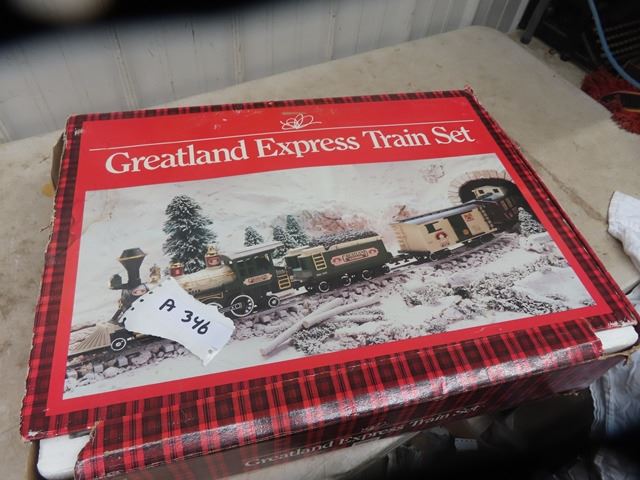 Greatland Express Train Set
A 346
Greatland Express Train Set